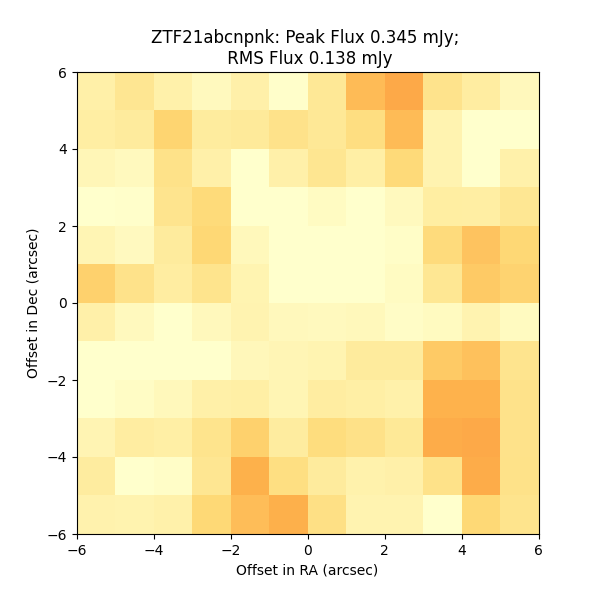 ZTF21abcnpnk: Peak Flux 0.345 mJy;
RMS Flux 0.138 mJy
6
4
2
0
−2
−4
−6
Offset in Dec (arcsec)
−6 −4 −2 0 2 4 6
Offset in RA (arcsec)